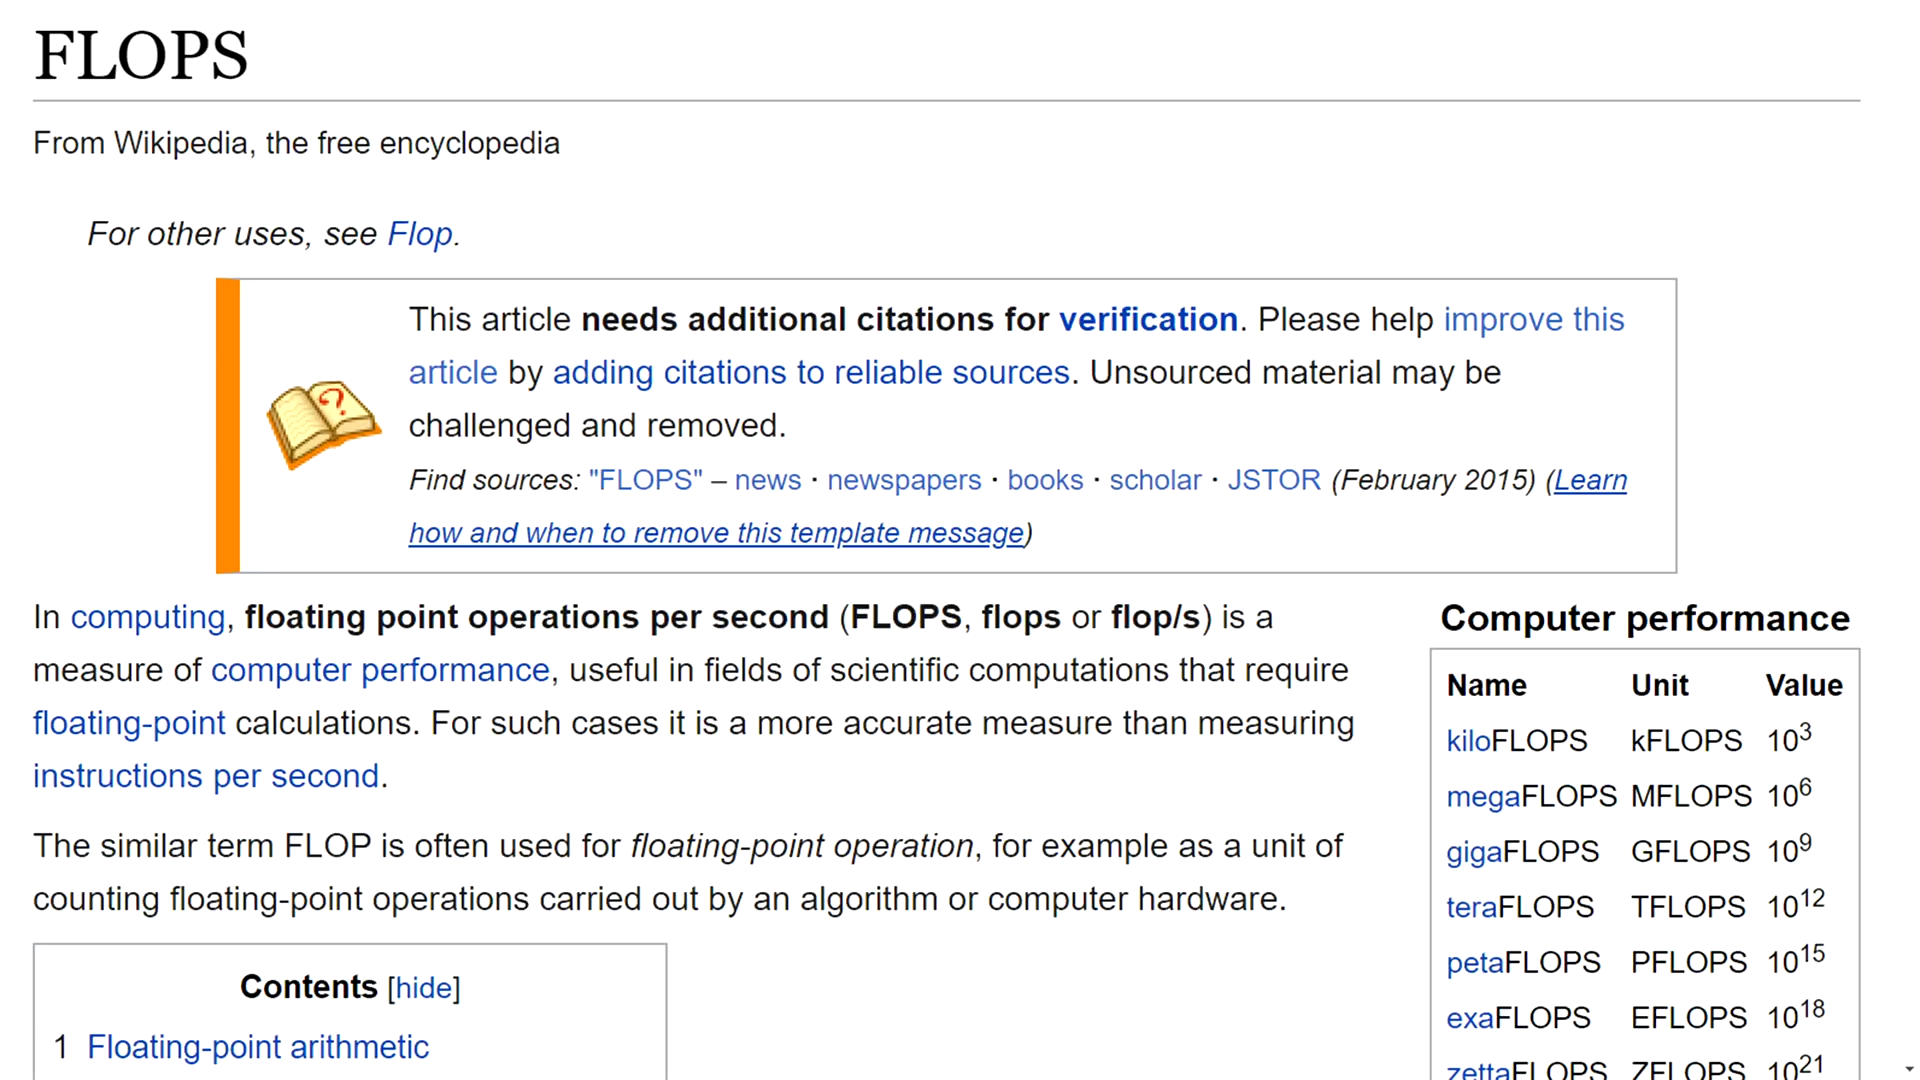 FLOPS
From Wikipedia, the free encyclopedia
For other uses, see Flop.
This article needs additional citations for verification. Please help improve this
article by adding citations to reliable sources. Unsourced material may be
challenged and removed.
Find sources: "FLOPS" – news · newspapers · books · scholar · JSTOR (February 2015) (Learn
how and when to remove this template message)
In computing, floating point operations per second (FLOPS, flops or flop/s) is a
measure of computer performance, useful in fields of scientific computations that require
floating-point calculations. For such cases it is a more accurate measure than measuring
instructions per second.
The similar term FLOP is often used for floating-point operation, for example as a unit of
counting floating-point operations carried out by an algorithm or computer hardware.
Contents [hide]
1 Floating-point arithmetic
Computer performance
Name Unit Value
kiloFLOPS kFLOPS 10³
megaFLOPS MFLOPS 10⁶
gigaFLOPS GFLOPS 10⁹
teraFLOPS TFLOPS 10¹²
petaFLOPS PFLOPS 10¹⁵
exaFLOPS EFLOPS 10¹⁸
zettaFLOPS ZFLOPS 10²¹